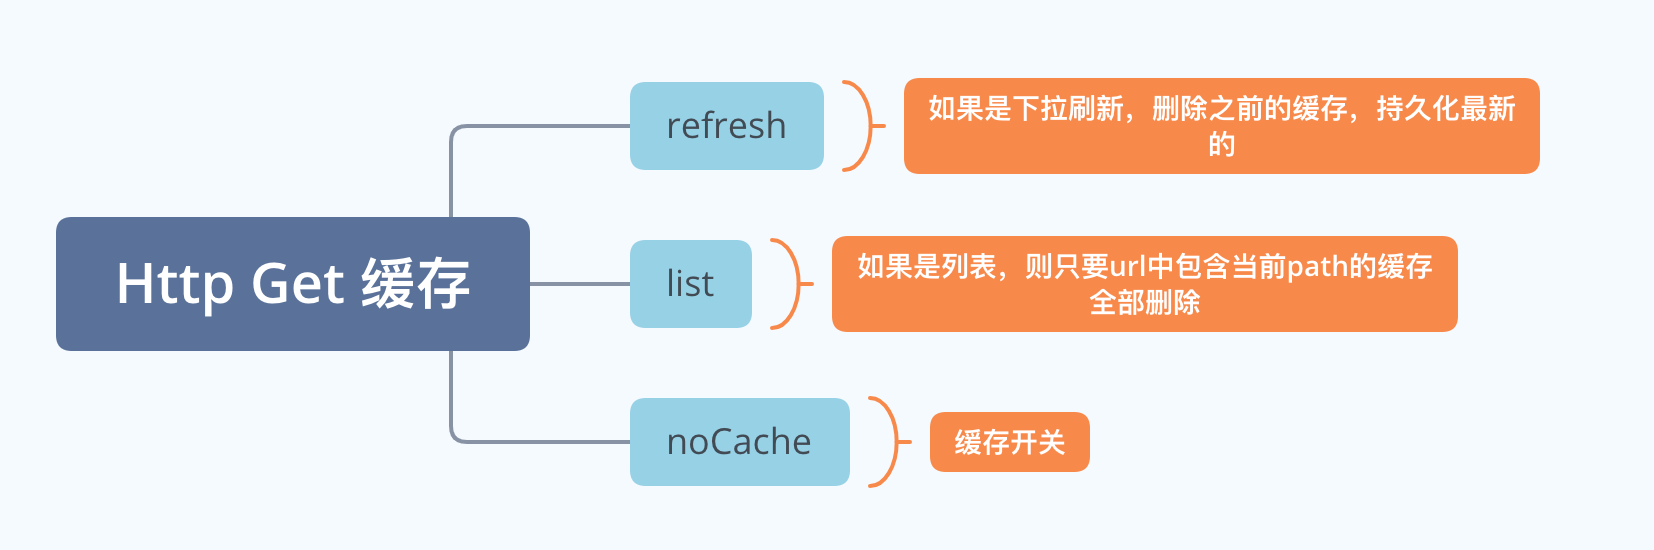 refresh
如果是下拉刷新，删除之前的缓存，持久化最新
的
Http Get 缓存
list
如果是列表，则只要url中包含当前path的缓存
全部删除
noCache
缓存开关